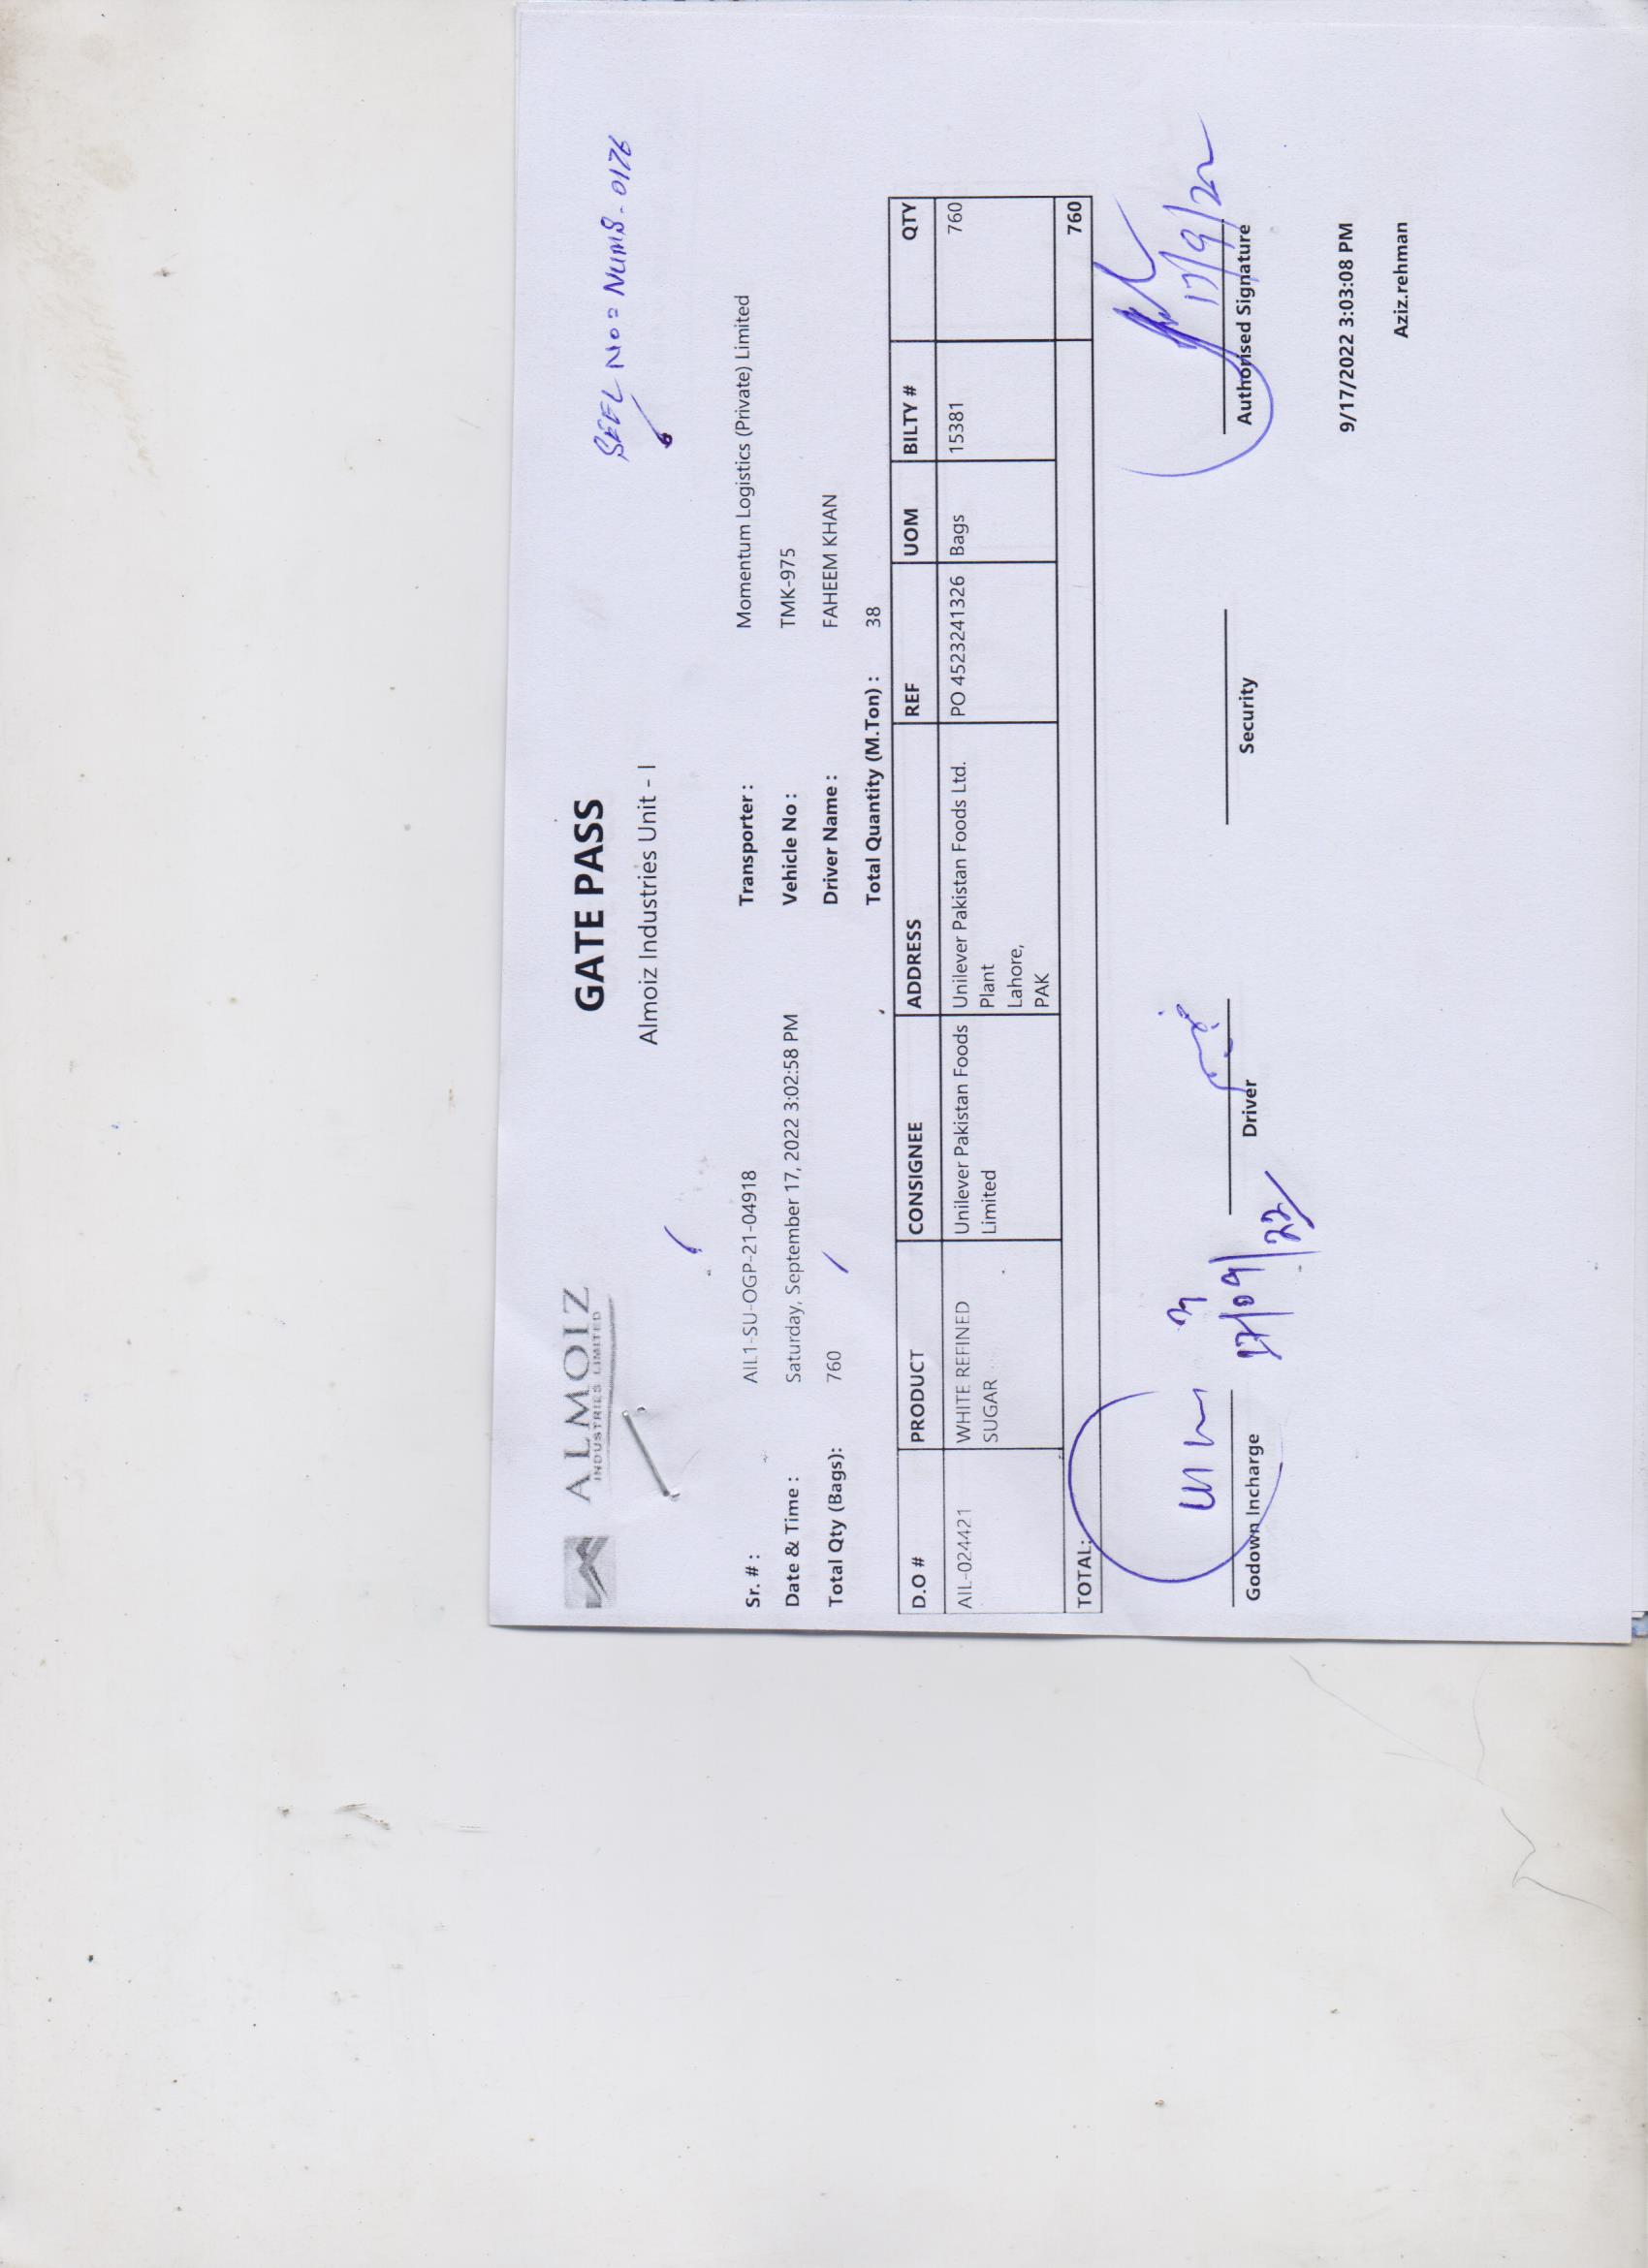 ALMOIZ
INDUSTRIES LIMITED
GATE PASS
Almoiz Industries Unit - I
SEEL NO = NUMS-0176
Sr. # : AIL1-SU-OGP-21-04918 Transporter : Momentum Logistics (Private) Limited
Date & Time : Saturday, September 17, 2022 3:02:58 PM Vehicle No : TMK-975
Total Qty (Bags): 760 Driver Name : FAHEEM KHAN
Total Quantity (M.Ton) : 38
D.O # PRODUCT CONSIGNEE ADDRESS REF UOM BILTY # QTY
AIL-024421 WHITE REFINED Unilever Pakistan Foods Unilever Pakistan Foods Ltd. PO 4523241326 Bags 15381 760
SUGAR Limited Plant
Lahore,
PAK
TOTAL: 760
17/09/22
17/9/22
Godown Incharge Driver Security Authorised Signature
9/17/2022 3:03:08 PM
Aziz.rehman